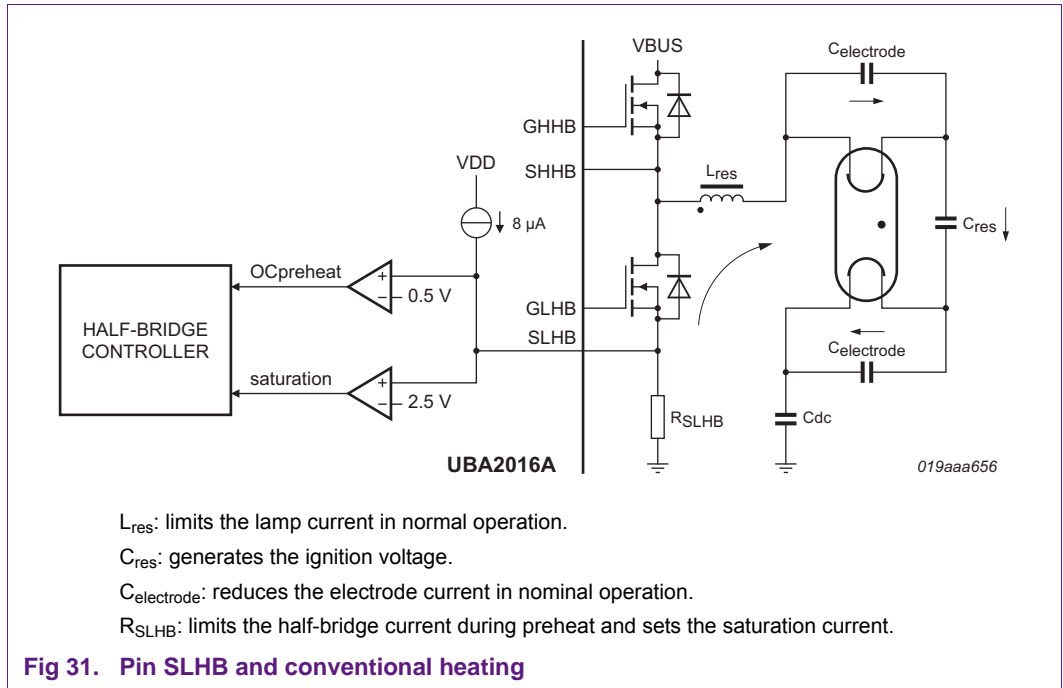 VBUS
Celectrode
GHHB
VDD
SHHB
Lres
8 µA
Cres
OCpreheat
+
– 0.5 V
GLHB
HALF-BRIDGE
CONTROLLER
SLHB
Celectrode
saturation
+
– 2.5 V
RSLHB
Cdc
UBA2016A
019aaa656
Lres: limits the lamp current in normal operation.
Cres: generates the ignition voltage.
Celectrode: reduces the electrode current in nominal operation.
RSLHB: limits the half-bridge current during preheat and sets the saturation current.
Fig 31. Pin SLHB and conventional heating